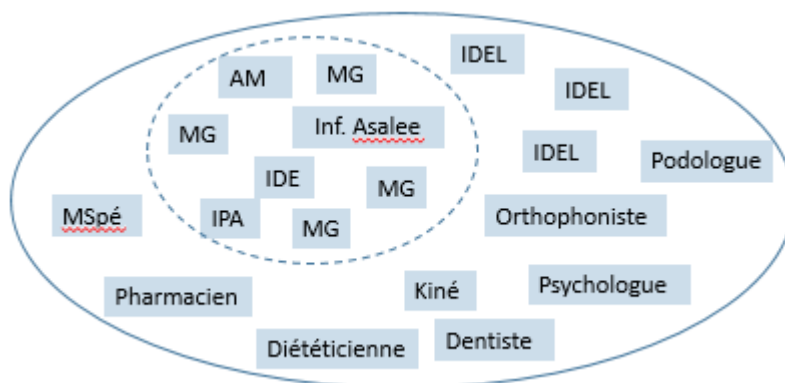 IDEL
AM
MG
IDEL
MG
Inf. Asalee
IDEL
Podologue
IDE
MG
MSpé
IPA
MG
Orthophoniste
Pharmacien
Kiné
Psychologue
Diététicienne
Dentiste